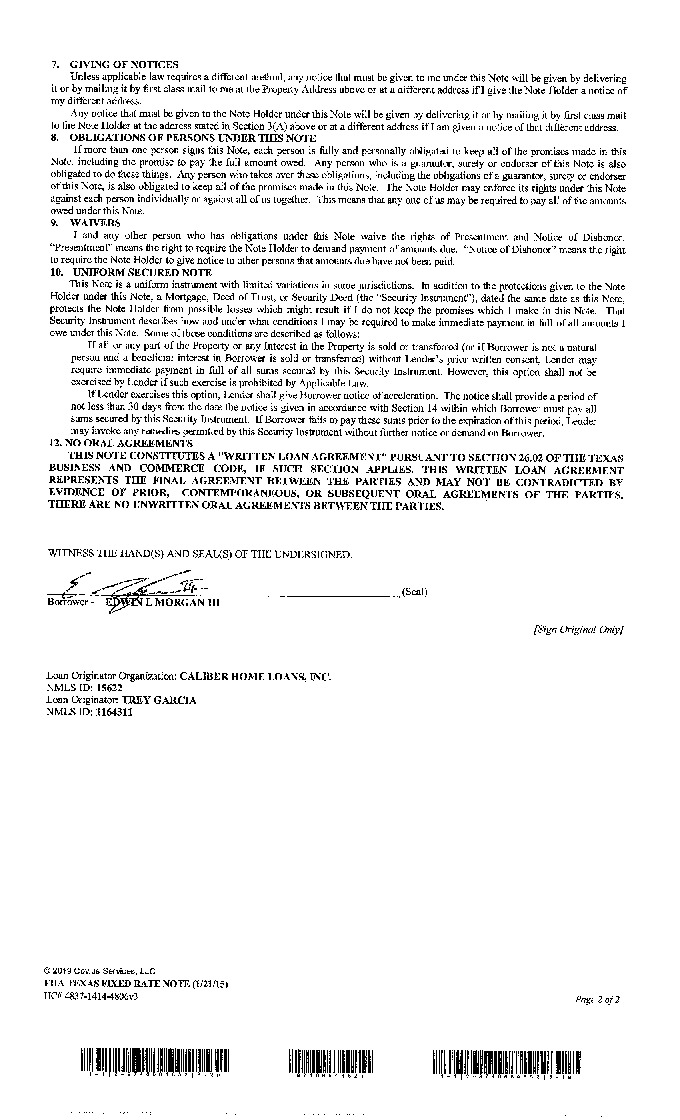 7. GIVING OF NOTICES
Unless applicable law requires a different method, any notice that must be given to me under this Note will be given by delivering
it or by mailing it by first class mail to me at the Property Address above or at a different address if I give the Note Holder a notice of
my different address.
Any notice that must be given to the Note Holder under this Note will be given by delivering it or by mailing it by first class mail
to the Note Holder at the address stated in Section 3(A) above or at a different address if I am given a notice of that different address.
8. OBLIGATIONS OF PERSONS UNDER THIS NOTE
If more than one person signs this Note, each person is fully and personally obligated to keep all of the promises made in this
Note, including the promise to pay the full amount owed. Any person who is a guarantor, surety or endorser of this Note is also
obligated to do these things. Any person who takes over these obligations, including the obligations of a guarantor, surety or endorser
of this Note, is also obligated to keep all of the promises made in this Note. The Note Holder may enforce its rights under this Note
against each person individually or against all of us together. This means that any one of us may be required to pay all of the amounts
owed under this Note.
9. WAIVERS
I and any other person who has obligations under this Note waive the rights of Presentment and Notice of Dishonor.
"Presentment" means the right to require the Note Holder to demand payment of amounts due. "Notice of Dishonor" means the right
to require the Note Holder to give notice to other persons that amounts due have not been paid.
10. UNIFORM SECURED NOTE
This Note is a uniform instrument with limited variations in some jurisdictions. In addition to the protections given to the Note
Holder under this Note, a Mortgage, Deed of Trust, or Security Deed (the "Security Instrument"), dated the same date as this Note,
protects the Note Holder from possible losses which might result if I do not keep the promises which I make in this Note. That
Security Instrument describes how and under what conditions I may be required to make immediate payment in full of all amounts I
owe under this Note. Some of those conditions are described as follows:
If all or any part of the Property or any Interest in the Property is sold or transferred (or if Borrower is not a natural
person and a beneficial interest in Borrower is sold or transferred) without Lender's prior written consent, Lender may
require immediate payment in full of all sums secured by this Security Instrument. However, this option shall not be
exercised by Lender if such exercise is prohibited by Applicable Law.
If Lender exercises this option, Lender shall give Borrower notice of acceleration. The notice shall provide a period of
not less than 30 days from the date the notice is given in accordance with Section 14 within which Borrower must pay all
sums secured by this Security Instrument. If Borrower fails to pay these sums prior to the expiration of this period, Lender
may invoke any remedies permitted by this Security Instrument without further notice or demand on Borrower.
12. NO ORAL AGREEMENTS
THIS NOTE CONSTITUTES A "WRITTEN LOAN AGREEMENT" PURSUANT TO SECTION 26.02 OF THE TEXAS
BUSINESS AND COMMERCE CODE, IF SUCH SECTION APPLIES. THIS WRITTEN LOAN AGREEMENT
REPRESENTS THE FINAL AGREEMENT BETWEEN THE PARTIES AND MAY NOT BE CONTRADICTED BY
EVIDENCE OF PRIOR, CONTEMPORANEOUS, OR SUBSEQUENT ORAL AGREEMENTS OF THE PARTIES.
THERE ARE NO UNWRITTEN ORAL AGREEMENTS BETWEEN THE PARTIES.
WITNESS THE HAND(S) AND SEAL(S) OF THE UNDERSIGNED.
(Seal)
Borrower - EDWIN L MORGAN III
[Sign Original Only]
Loan Originator Organization: CALIBER HOME LOANS, INC.
NMLS ID: 15622
Loan Originator: TREY GARCIA
NMLS ID: 1164311
© 2019 Covius Services, LLC
FHA TEXAS FIXED RATE NOTE (1/21/15)
HC# 4837-1414-4806v3
Page 2 of 2